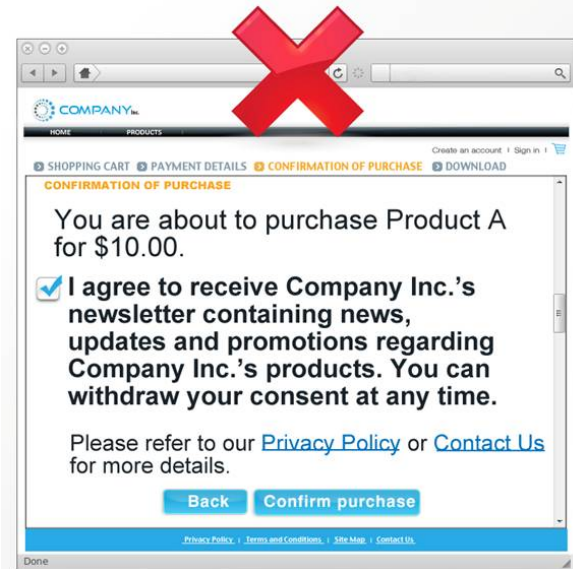 COMPANY Inc.
HOME PRODUCTS
Create an account | Sign in |
SHOPPING CART PAYMENT DETAILS CONFIRMATION OF PURCHASE DOWNLOAD
CONFIRMATION OF PURCHASE
You are about to purchase Product A
for $10.00.
I agree to receive Company Inc.'s
newsletter containing news,
updates and promotions regarding
Company Inc.'s products. You can
withdraw your consent at any time.
Please refer to our Privacy Policy or Contact Us
for more details.
Back Confirm purchase
Privacy Policy | Terms and Conditions | Site Map | Contact Us
Done